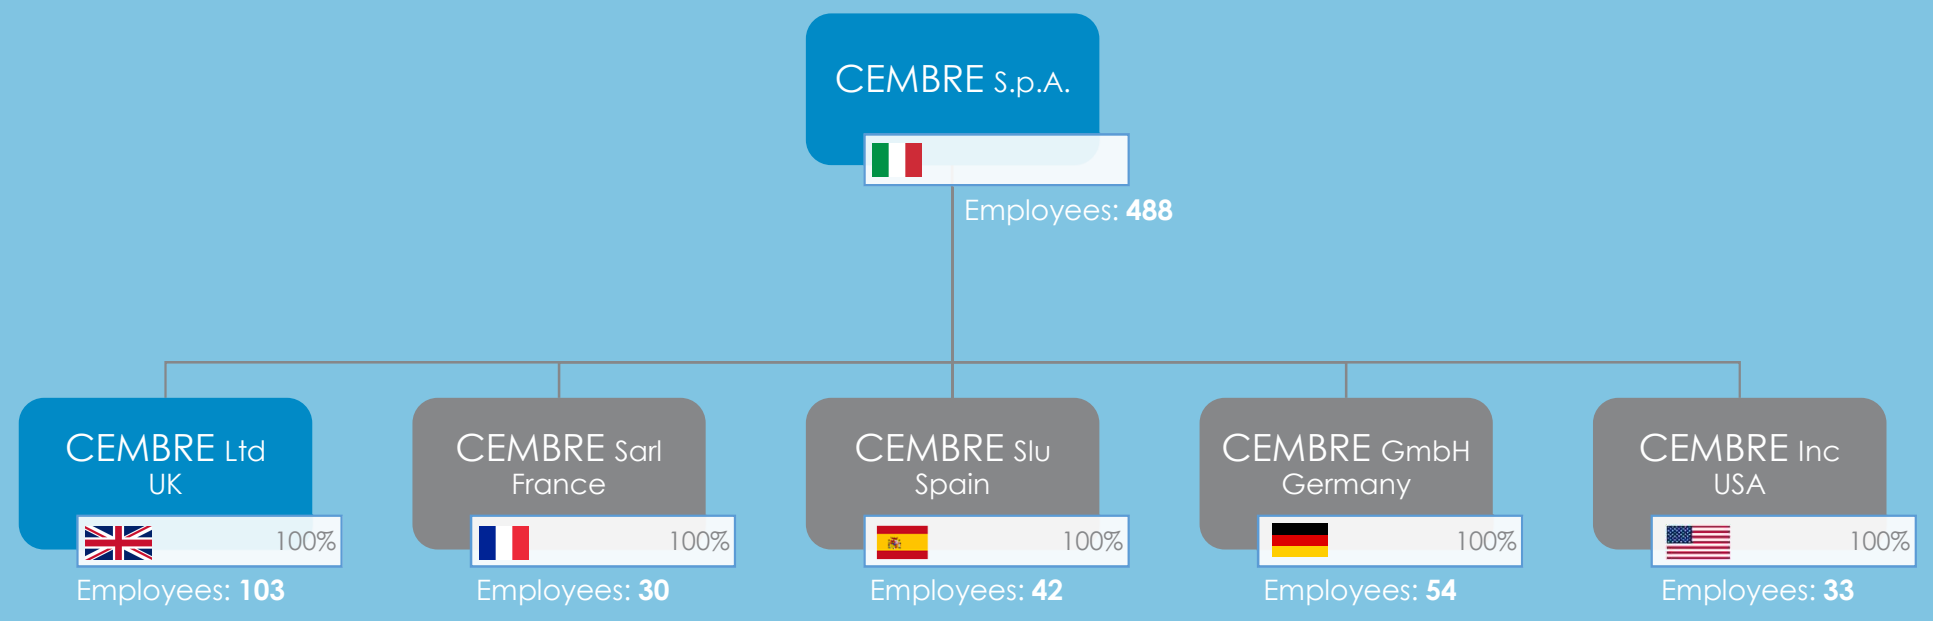 CEMBRE S.p.A.
Employees: 488
CEMBRE Ltd
UK
100%
Employees: 103
CEMBRE Sarl
France
100%
Employees: 30
CEMBRE Slu
Spain
100%
Employees: 42
CEMBRE GmbH
Germany
100%
Employees: 54
CEMBRE Inc
USA
100%
Employees: 33